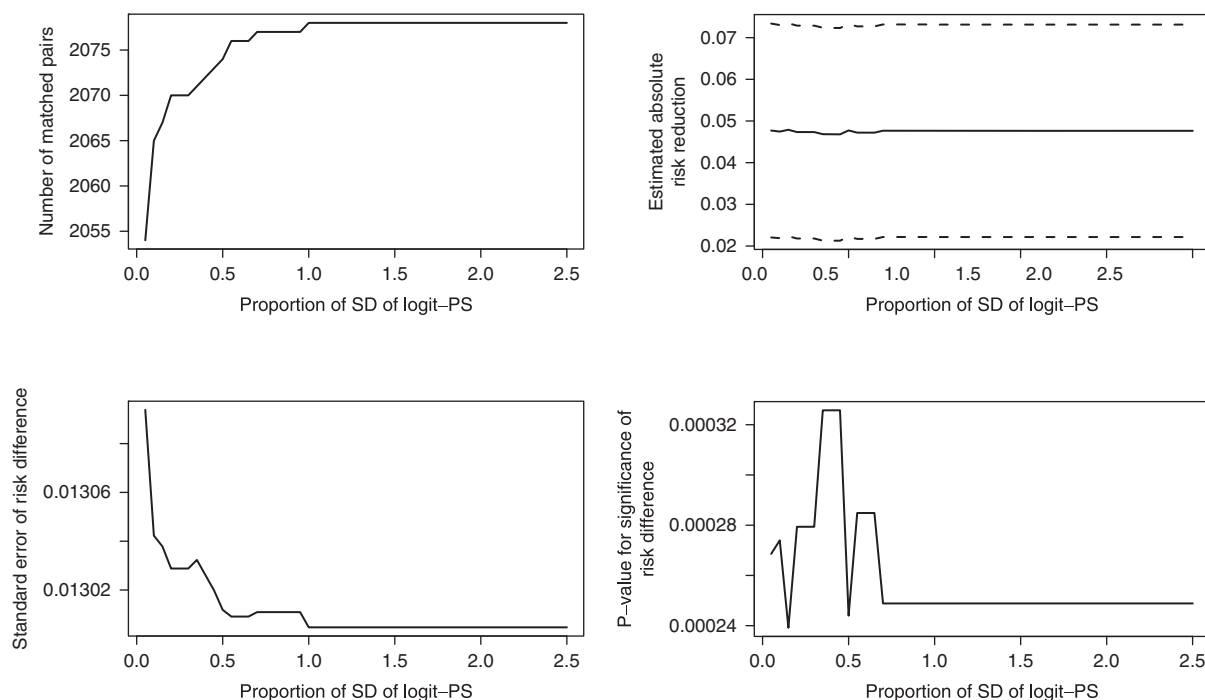 Number of matched pairs
2075
2070
2065
2060
2055
0.0 0.5 1.0 1.5 2.0 2.5
Proportion of SD of logit–PS
Estimated absolute
risk reduction
0.07
0.06
0.05
0.04
0.03
0.02
0.0 0.5 1.0 1.5 2.0 2.5
Proportion of SD of logit–PS
Standard error of risk difference
0.01306
0.01302
0.0 0.5 1.0 1.5 2.0 2.5
Proportion of SD of logit–PS
P–value for significance of
risk difference
0.00032
0.00028
0.00024
0.0 0.5 1.0 1.5 2.0 2.5
Proportion of SD of logit–PS